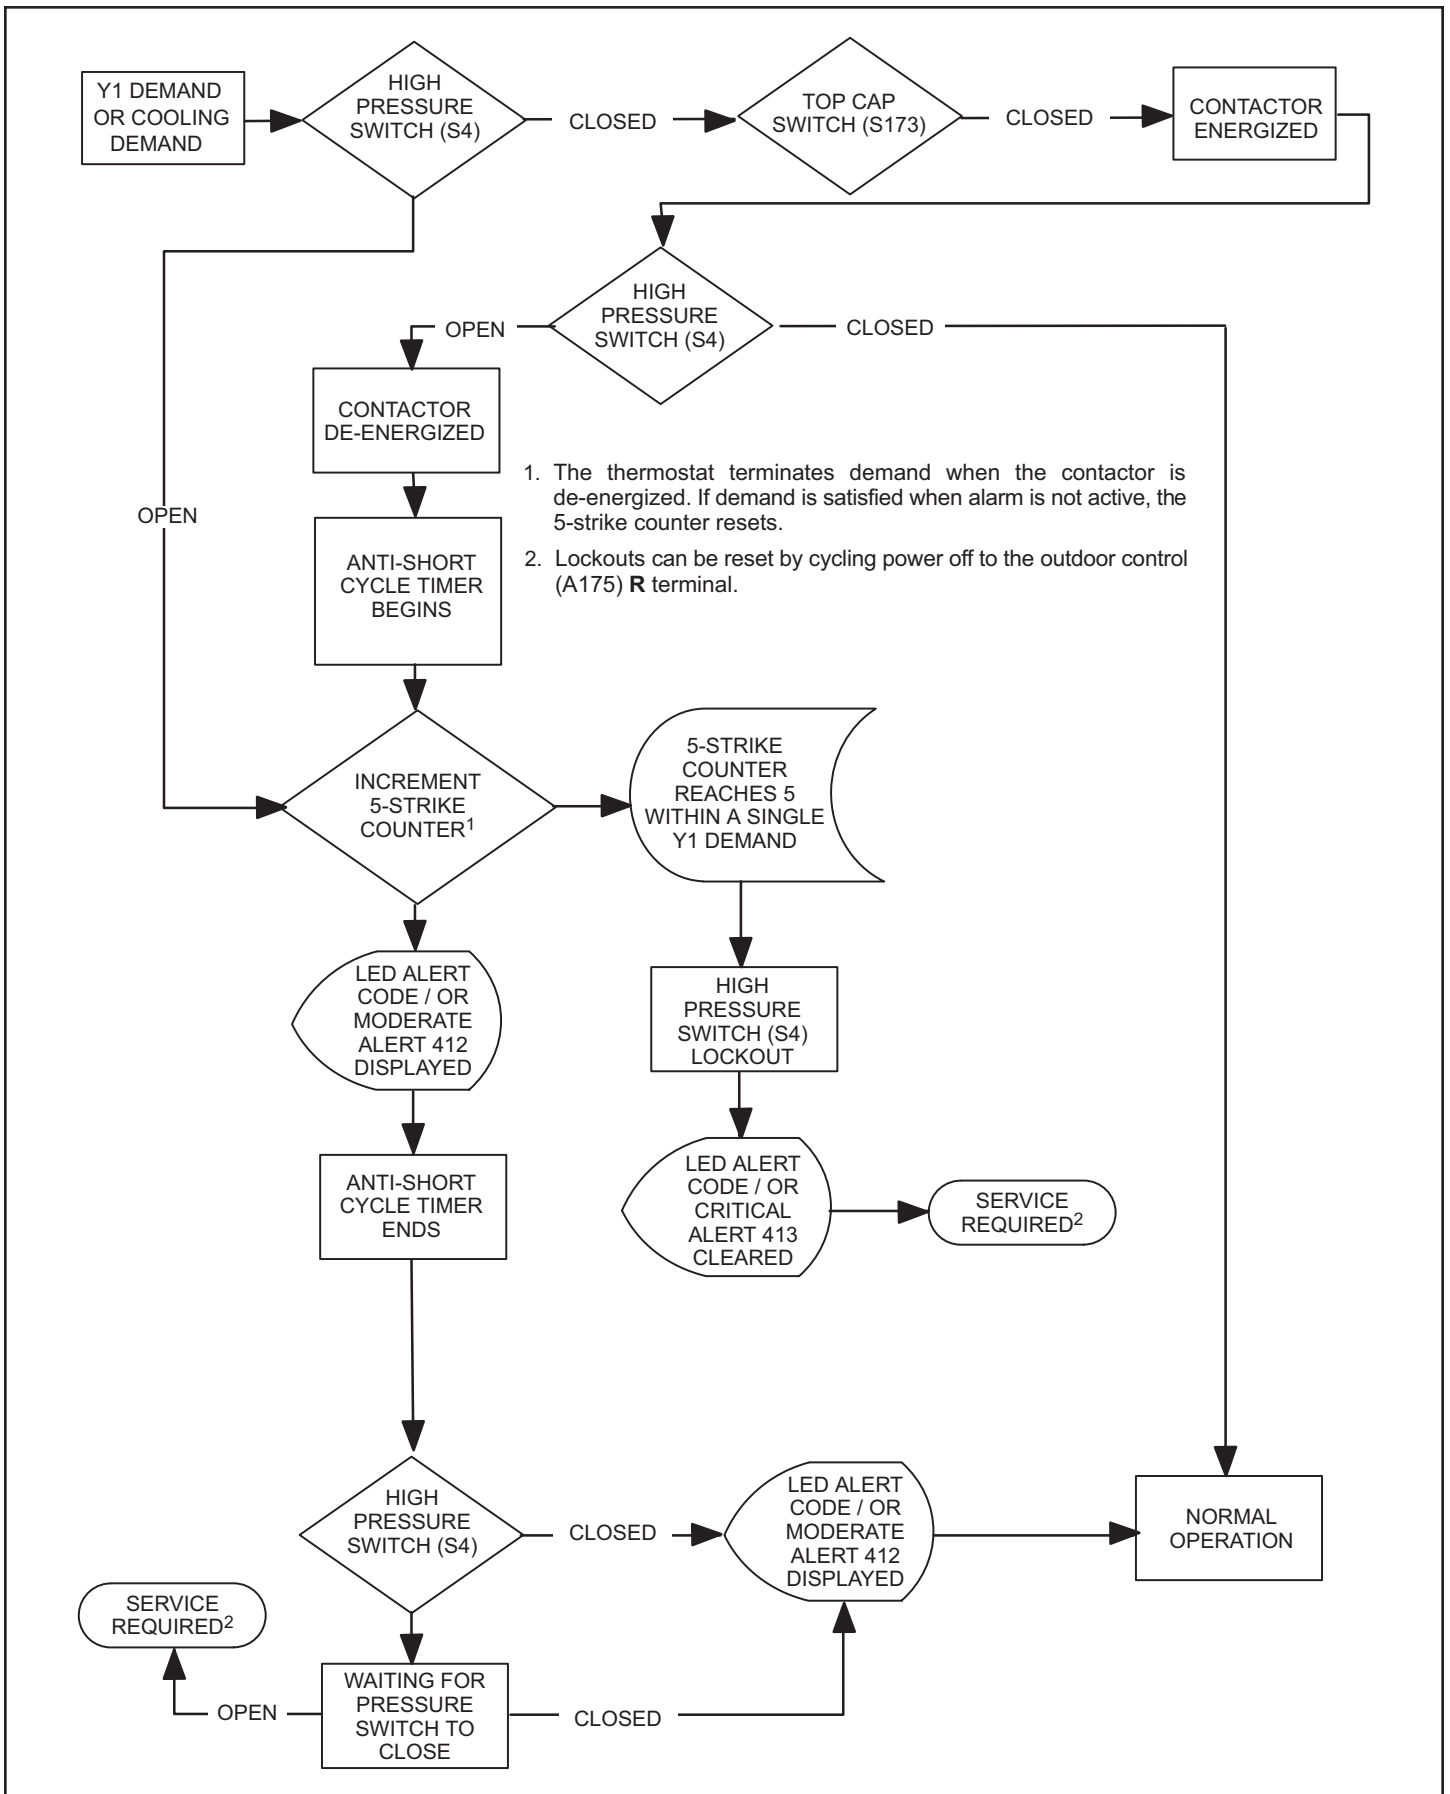 Y1 DEMAND
OR COOLING
DEMAND
HIGH
PRESSURE
SWITCH (S4)
CLOSED
TOP CAP
SWITCH (S173)
CLOSED
CONTACTOR
ENERGIZED
HIGH
PRESSURE
SWITCH (S4)
OPEN
CLOSED
CONTACTOR
DE-ENERGIZED
1. The thermostat terminates demand when the contactor is
de-energized. If demand is satisfied when alarm is not active, the
5-strike counter resets.
2. Lockouts can be reset by cycling power off to the outdoor control
(A175) R terminal.
OPEN
ANTI-SHORT
CYCLE TIMER
BEGINS
INCREMENT
5-STRIKE
COUNTER1
5-STRIKE
COUNTER
REACHES 5
WITHIN A SINGLE
Y1 DEMAND
LED ALERT
CODE / OR
MODERATE
ALERT 412
DISPLAYED
HIGH
PRESSURE
SWITCH (S4)
LOCKOUT
ANTI-SHORT
CYCLE TIMER
ENDS
LED ALERT
CODE / OR
CRITICAL
ALERT 413
CLEARED
SERVICE
REQUIRED2
HIGH
PRESSURE
SWITCH (S4)
CLOSED
LED ALERT
CODE / OR
MODERATE
ALERT 412
DISPLAYED
NORMAL
OPERATION
SERVICE
REQUIRED2
OPEN
WAITING FOR
PRESSURE
SWITCH TO
CLOSE
CLOSED